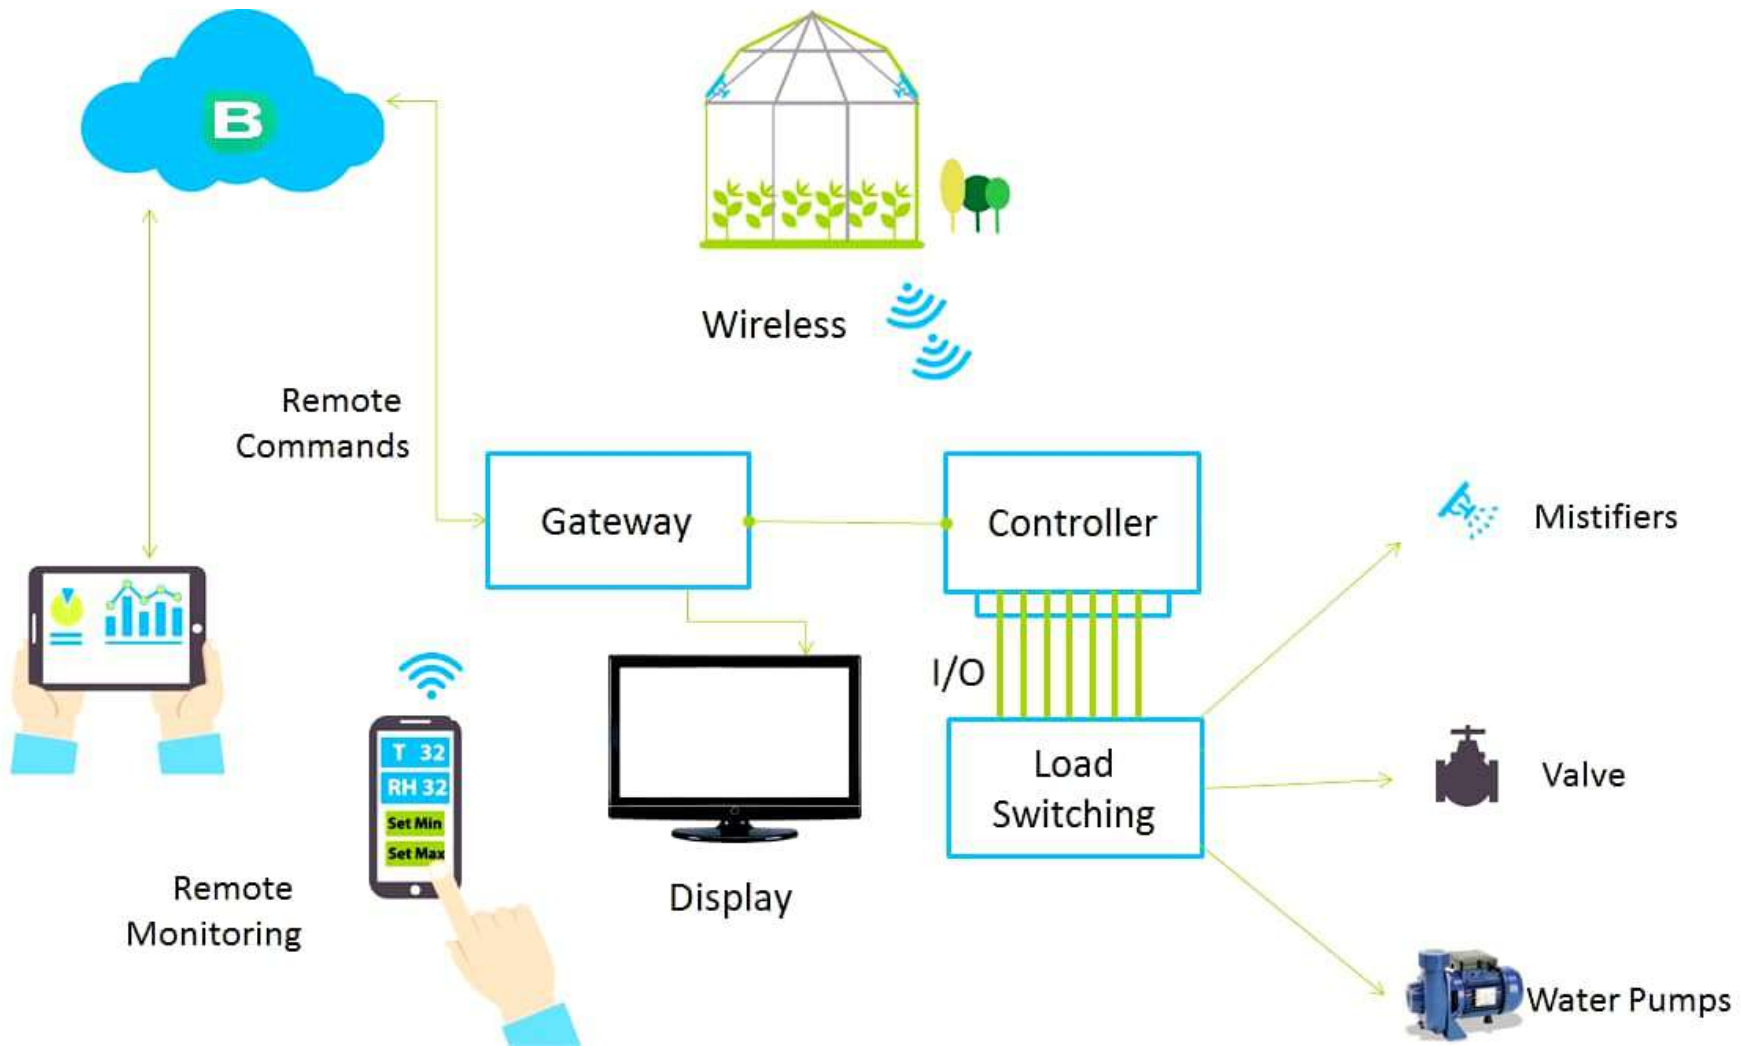 B
Wireless
Remote
Commands
Gateway
Controller
Mistifiers
I/O
T 32
RH 32
Set Min
Set Max
Load
Switching
Valve
Remote
Monitoring
Display
Water Pumps